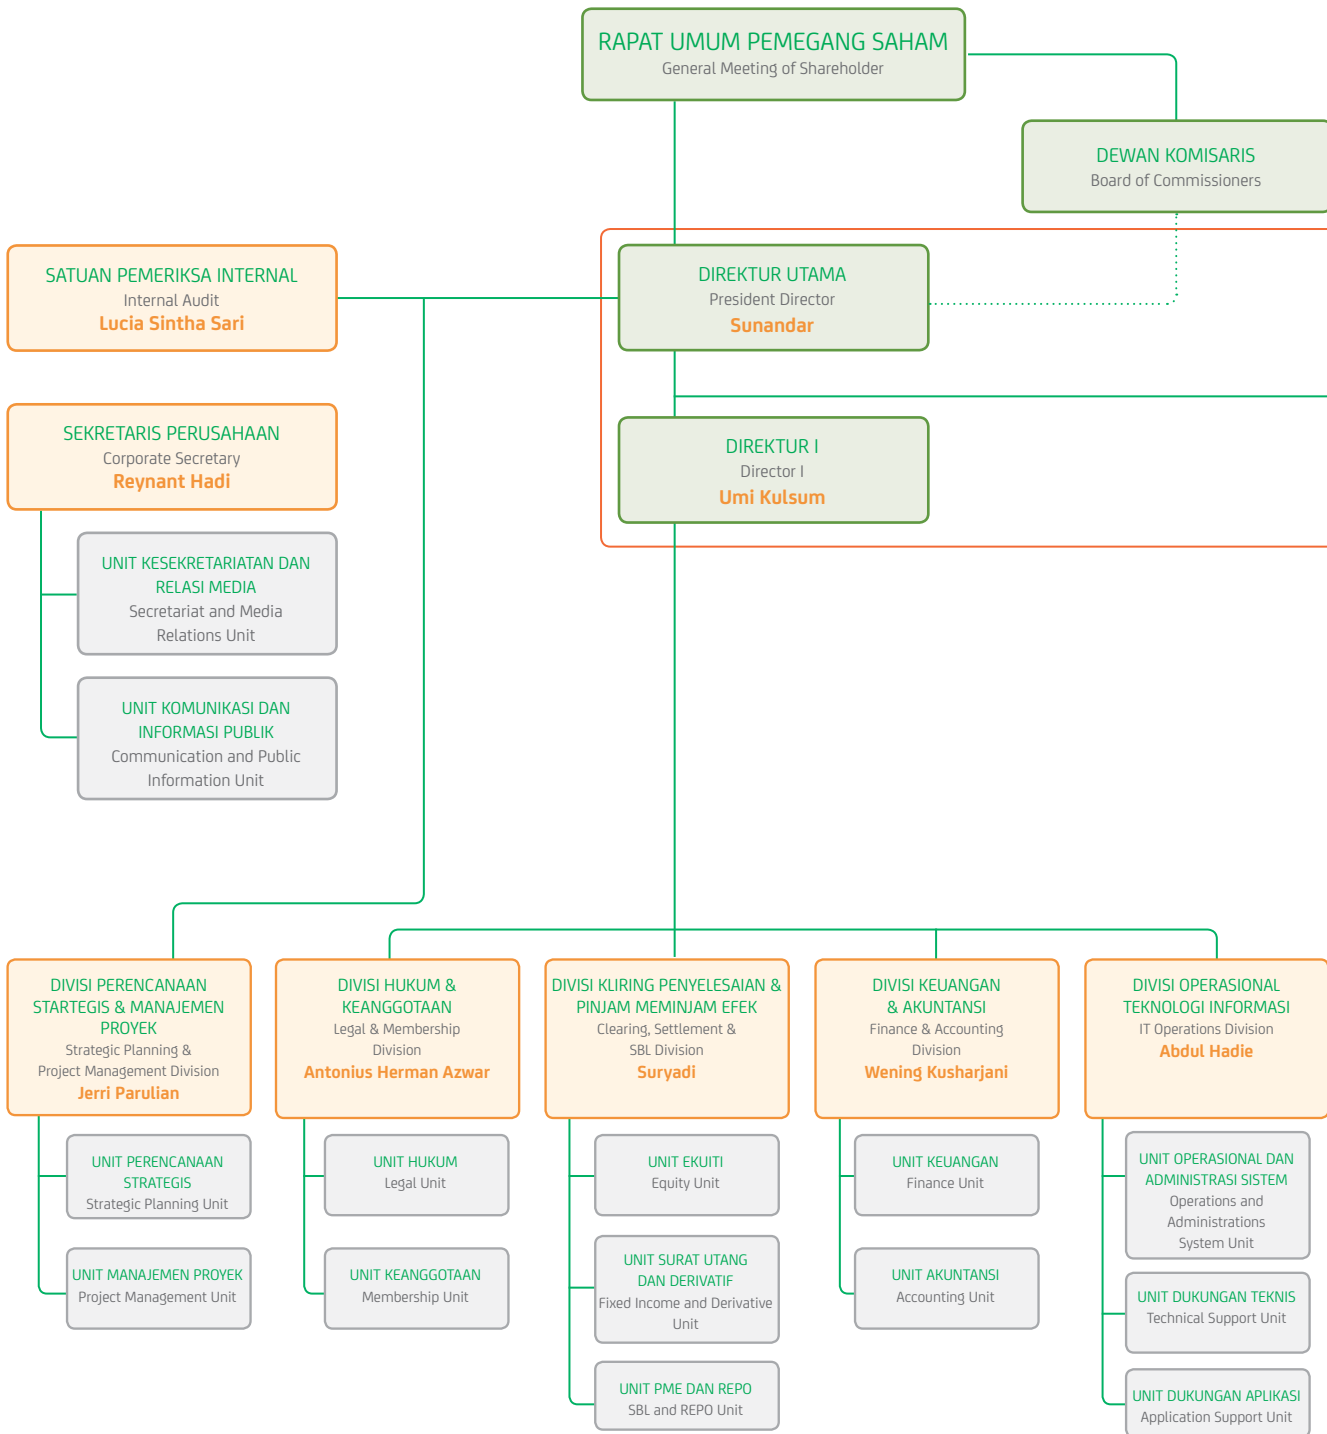 RAPAT UMUM PEMEGANG SAHAM
General Meeting of Shareholder
DEWAN KOMISARIS
Board of Commissioners
SATUAN PEMERIKSA INTERNAL
Internal Audit
Lucia Sintha Sari
DIREKTUR UTAMA
President Director
Sunandar
SEKRETARIS PERUSAHAAN
Corporate Secretary
Reynant Hadi
DIREKTUR I
Director I
Umi Kulsum
UNIT KESEKRETARIATAN DAN
RELASI MEDIA
Secretariat and Media
Relations Unit
UNIT KOMUNIKASI DAN
INFORMASI PUBLIK
Communication and Public
Information Unit
DIVISI PERENCANAAN
STARTEGIS & MANAJEMEN
PROYEK
Strategic Planning &
Project Management Division
Jerri Parulian
UNIT PERENCANAAN
STRATEGIS
Strategic Planning Unit
UNIT MANAJEMEN PROYEK
Project Management Unit
DIVISI HUKUM &
KEANGGOTAAN
Legal & Membership
Division
Antonius Herman Azwar
UNIT HUKUM
Legal Unit
UNIT KEANGGOTAAN
Membership Unit
DIVISI KLIRING PENYELESAIAN &
PINJAM MEMINJAM EFEK
Clearing, Settlement &
SBL Division
Suryadi
UNIT EKUITI
Equity Unit
UNIT SURAT UTANG
DAN DERIVATIF
Fixed Income and Derivative
Unit
UNIT PME DAN REPO
SBL and REPO Unit
DIVISI KEUANGAN
& AKUNTANSI
Finance & Accounting
Division
Wening Kusharjani
UNIT KEUANGAN
Finance Unit
UNIT AKUNTANSI
Accounting Unit
DIVISI OPERASIONAL
TEKNOLOGI INFORMASI
IT Operations Division
Abdul Hadie
UNIT OPERASIONAL DAN
ADMINISTRASI SISTEM
Operations and
Administrations
System Unit
UNIT DUKUNGAN TEKNIS
Technical Support Unit
UNIT DUKUNGAN APLIKASI
Application Support Unit